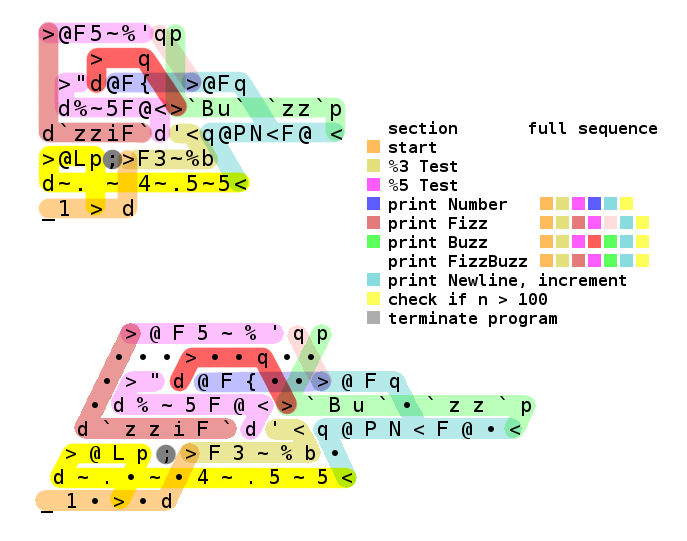 >@F5~%'qp
>  q
>"d@F{  >@Fq
d%~5F@<>`Bu` `zz`p
d`zziF`d'<q@PN<F@ <
>@Lp;>F3~%b
d~. ~ 4~.5~5<
_1 > d
section full sequence
start
%3 Test
%5 Test
print Number
print Fizz
print Buzz
print FizzBuzz
print Newline, increment
check if n > 100
terminate program
> @ F 5 ~ % ' q p
• • • > • • q • •
• > " d @ F { • • > @ F q
• d % ~ 5 F @ < > ` B u ` • ` z z ` p
d ` z z i F ` d ' < q @ P N < F @ • <
> @ L p ; > F 3 ~ % b •
d ~ . • ~ • 4 ~ . 5 ~ 5 <
_ 1 • > • d